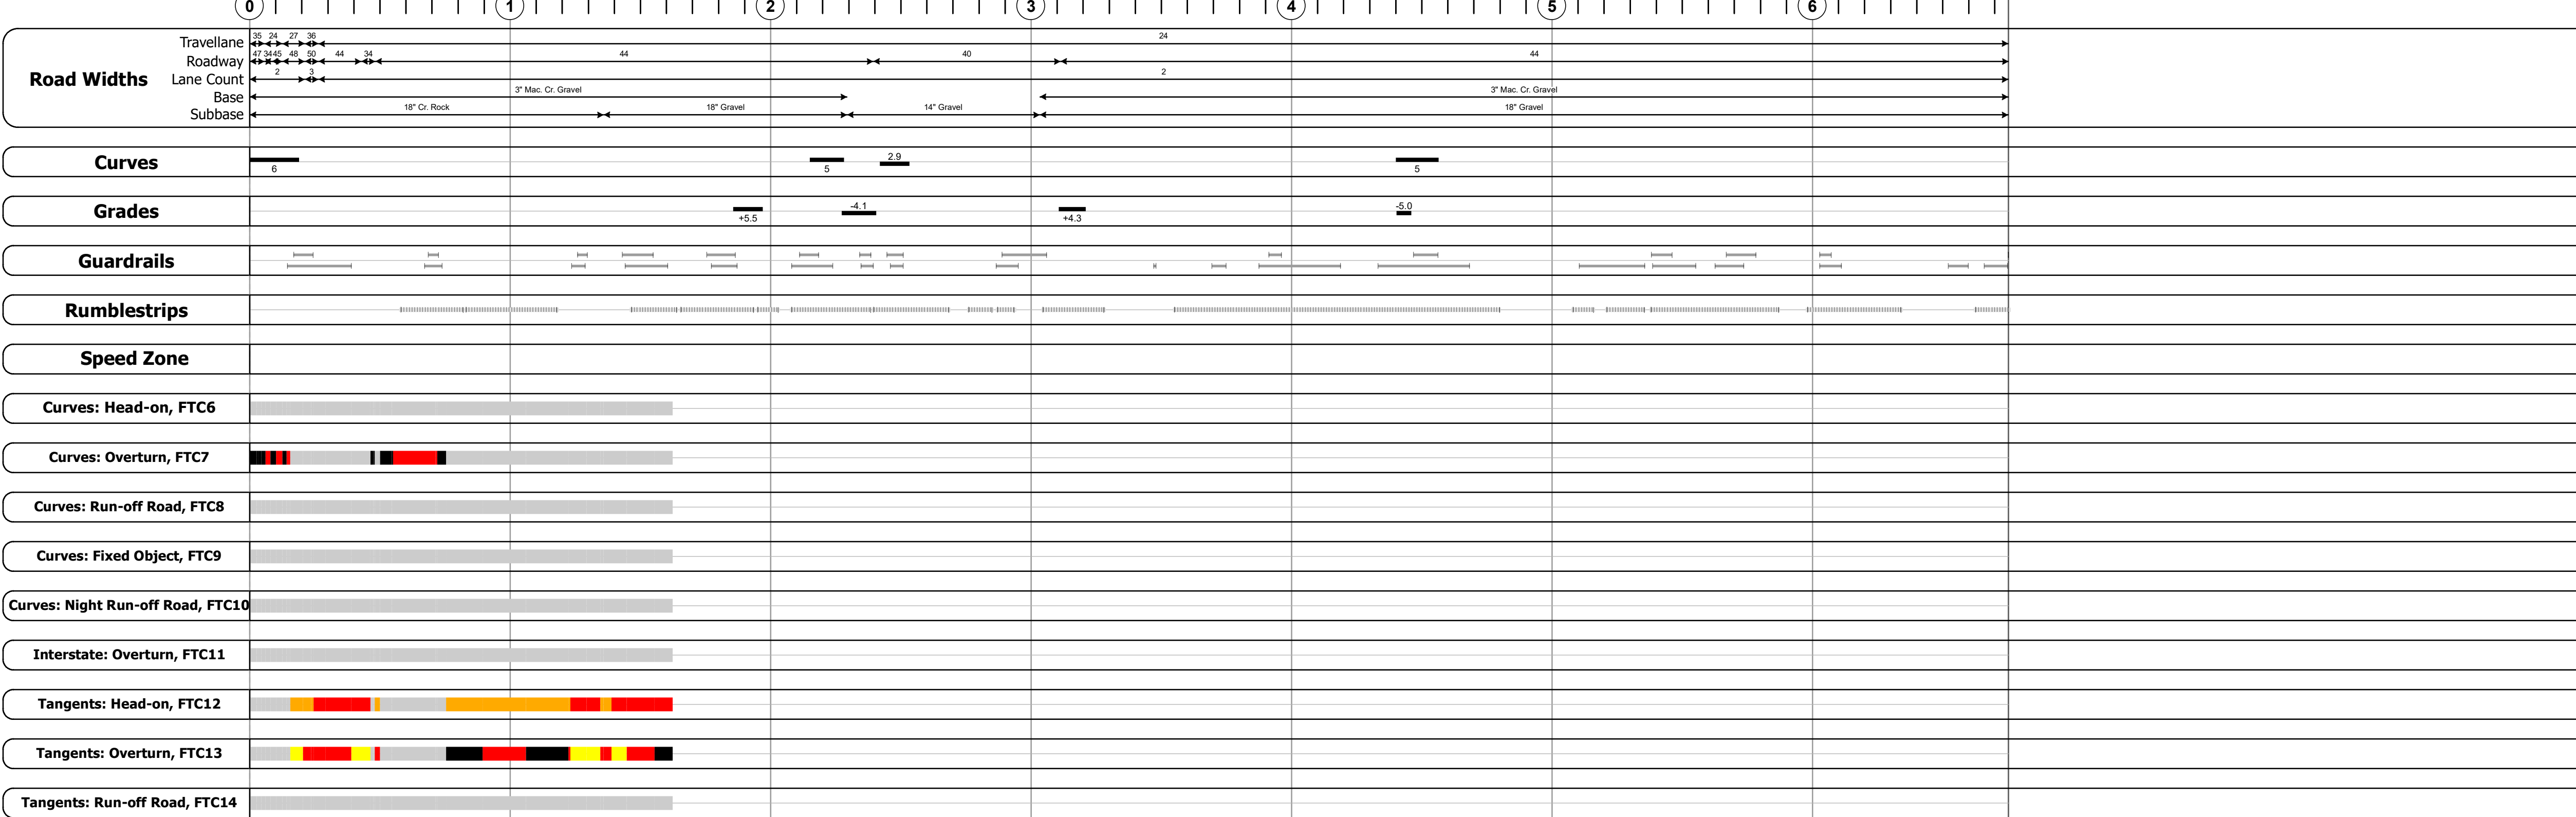 0 1 2 3 4 5 6
Travellane 35 24 27 36 24
Roadway 47 34 45 48 50 44 34 44 40 44
Road Widths
Lane Count 2 3 2
Base 3" Mac. Cr. Gravel 3" Mac. Cr. Gravel
Subbase 18" Cr. Rock 18" Gravel 14" Gravel 18" Gravel
Curves 6 5 2.9 5
Grades +5.5 -4.1 +4.3 -5.0
Guardrails
Rumblestrips
Speed Zone
Curves: Head-on, FTC6
Curves: Overturn, FTC7
Curves: Run-off Road, FTC8
Curves: Fixed Object, FTC9
Curves: Night Run-off Road, FTC10
Interstate: Overturn, FTC11
Tangents: Head-on, FTC12
Tangents: Overturn, FTC13
Tangents: Run-off Road, FTC14